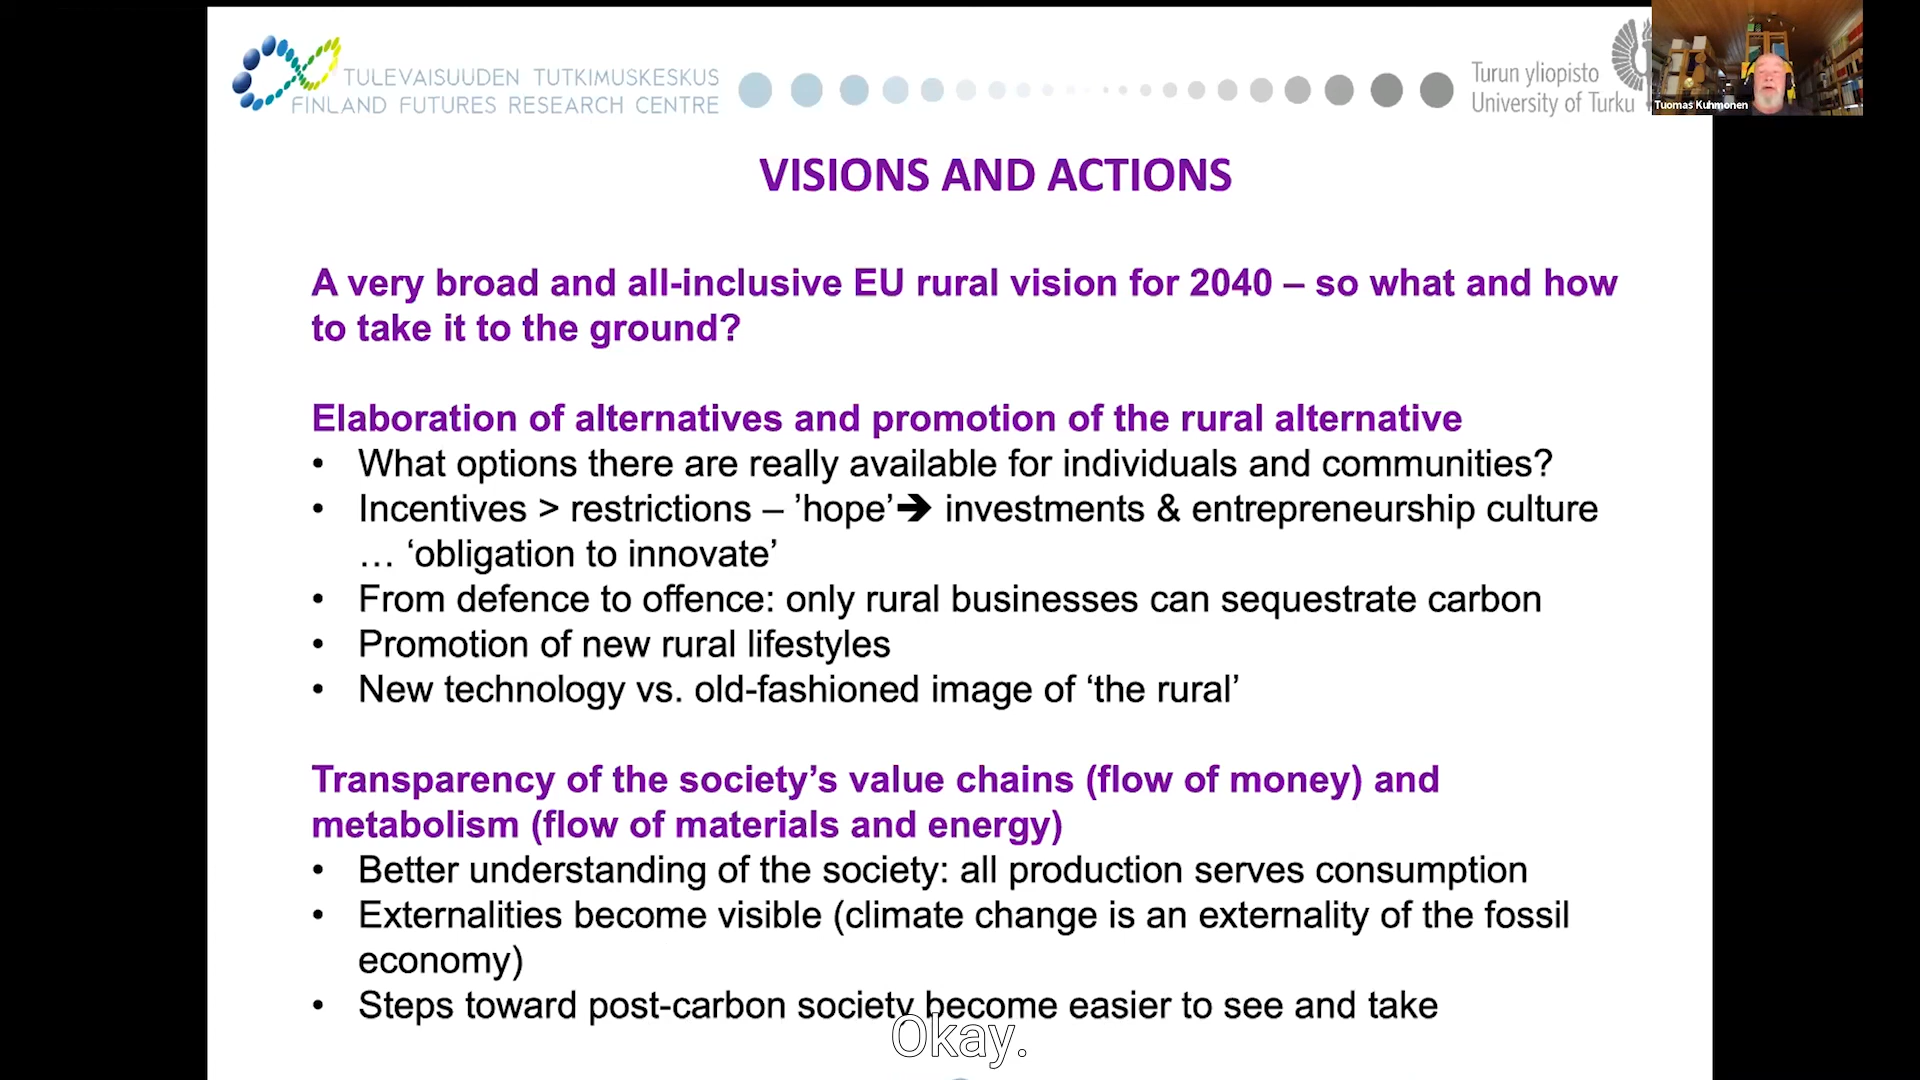 TULEVAISUUDEN TUTKIMUSKESKUS
FINLAND FUTURES RESEARCH CENTRE
Turun yliopisto
University of Turku
Tuomas Kuhmonen
VISIONS AND ACTIONS
A very broad and all-inclusive EU rural vision for 2040 – so what and how
to take it to the ground?
Elaboration of alternatives and promotion of the rural alternative
• What options there are really available for individuals and communities?
• Incentives > restrictions – ’hope’➔ investments & entrepreneurship culture
… ‘obligation to innovate’
• From defence to offence: only rural businesses can sequestrate carbon
• Promotion of new rural lifestyles
• New technology vs. old-fashioned image of ‘the rural’
Transparency of the society’s value chains (flow of money) and
metabolism (flow of materials and energy)
• Better understanding of the society: all production serves consumption
• Externalities become visible (climate change is an externality of the fossil
economy)
• Steps toward post-carbon society become easier to see and take
Okay.